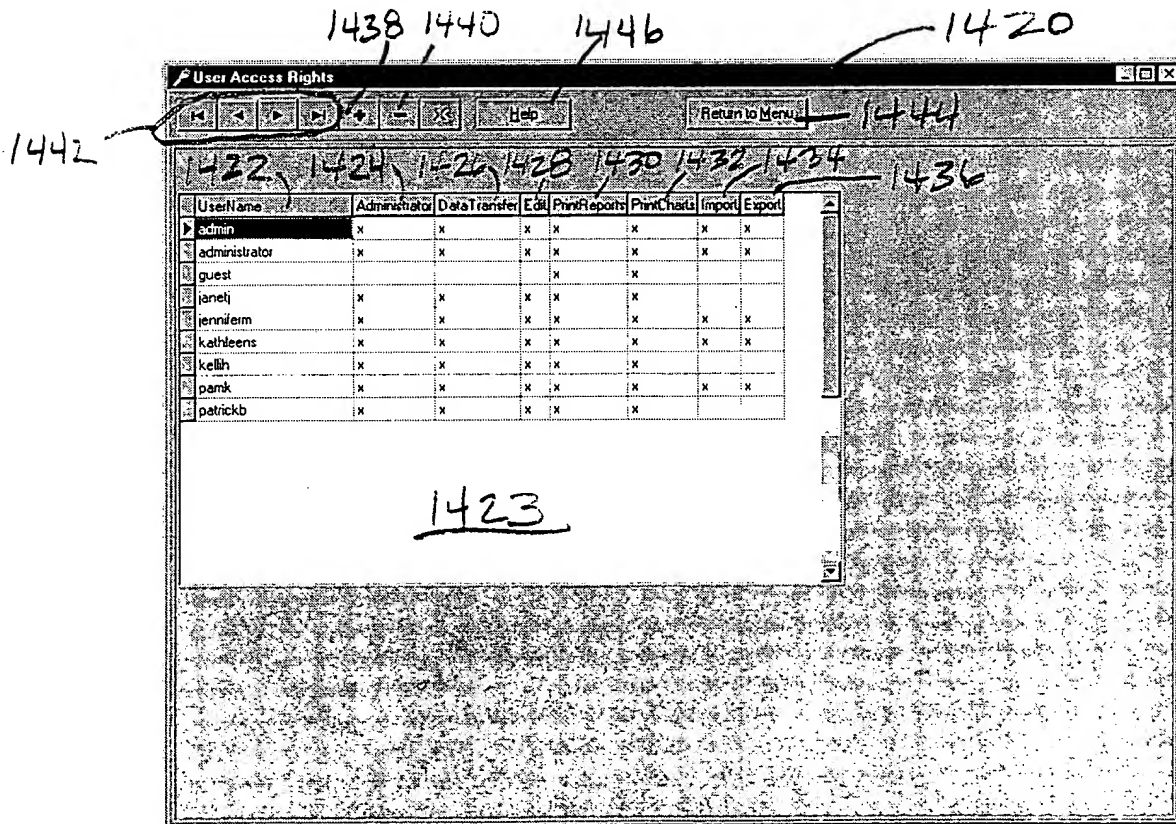 1438 1440 1446 1420
User Access Rights
1442 + - Help Return to Menu 1444
1422 1424 1426 1428 1430 1432 1434 1436
UserName Administrator DataTransfer Edit PrintReports PrintCharts Import Export
admin x x x x x x x
administrator x x x x x x x
guest x x
janetj x x x x x
jenniferm x x x x x x x
kathleens x x x x x x x
kellih x x x x x
pamk x x x x x x x
patrickb x x x x x
1423